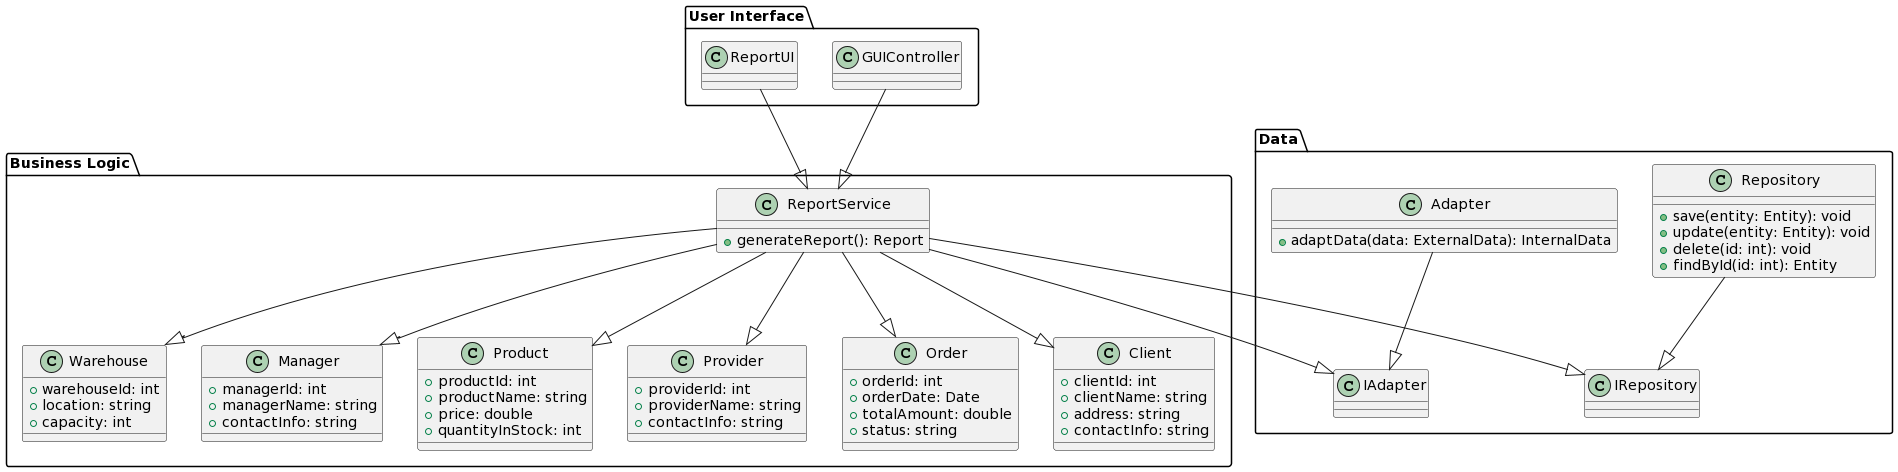 User Interface
C ReportUI
C GUIController
Business Logic
C ReportService
+ generateReport(): Report
C Warehouse
warehouseId: int
location: string
capacity: int
C Manager
managerId: int
managerName: string
contactInfo: string
C Product
productId: int
productName: string
price: double
quantityInStock: int
C Provider
providerId: int
providerName: string
contactInfo: string
C Order
orderId: int
orderDate: Date
totalAmount: double
status: string
C Client
clientId: int
clientName: string
address: string
contactInfo: string
Data
C Adapter
adaptData(data: ExternalData): InternalData
C Repository
save(entity: Entity): void
update(entity: Entity): void
delete(id: int): void
findById(id: int): Entity
C IAdapter
C IRepository